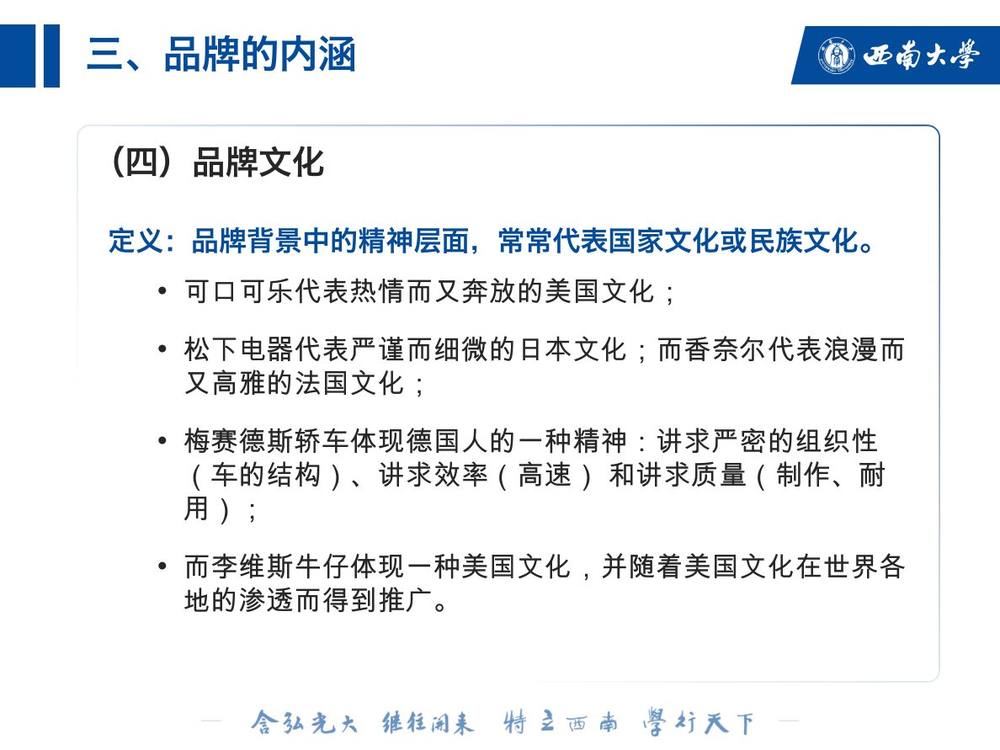 三、品牌的内涵
西南大学
（四）品牌文化
定义：品牌背景中的精神层面，常常代表国家文化或民族文化。
• 可口可乐代表热情而又奔放的美国文化；
• 松下电器代表严谨而细微的日本文化；而香奈尔代表浪漫而
又高雅的法国文化；
• 梅赛德斯轿车体现德国人的一种精神：讲求严密的组织性
（车的结构）、讲求效率（高速） 和讲求质量（制作、耐
用）；
• 而李维斯牛仔体现一种美国文化，并随着美国文化在世界各
地的渗透而得到推广。
含弘光大 继往开来 特立西南 學行天下